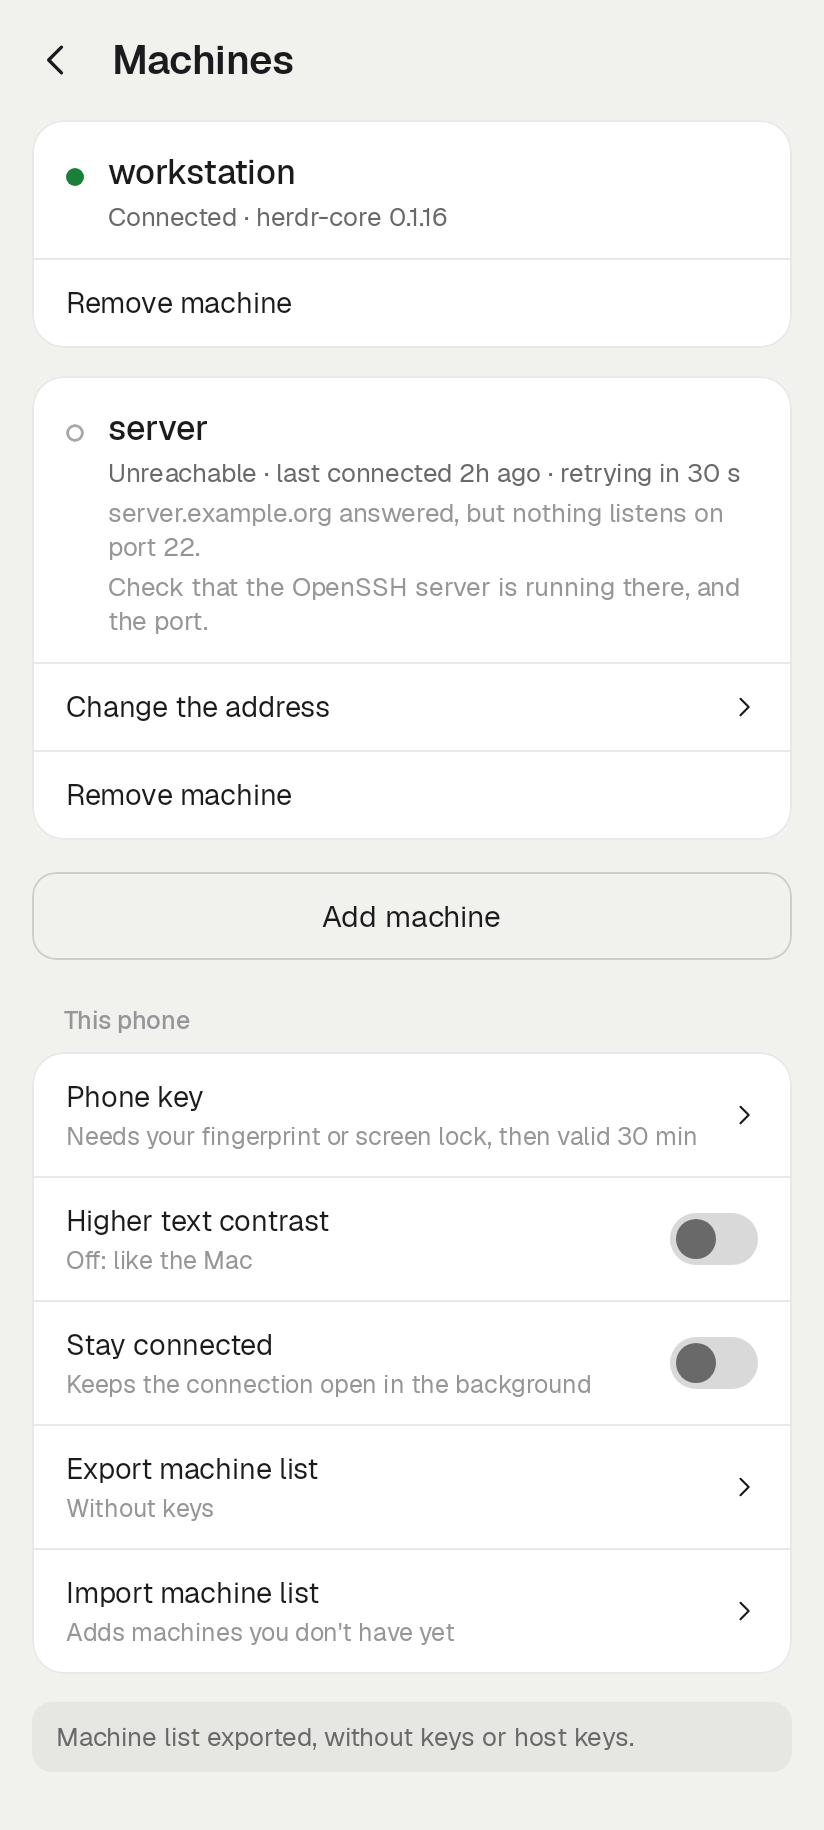 Machines
workstation
Connected · herdr-core 0.1.16
Remove machine
server
Unreachable · last connected 2h ago · retrying in 30 s
server.example.org answered, but nothing listens on
port 22.
Check that the OpenSSH server is running there, and
the port.
Change the address
Remove machine
Add machine
This phone
Phone key
Needs your fingerprint or screen lock, then valid 30 min
Higher text contrast
Off: like the Mac
Stay connected
Keeps the connection open in the background
Export machine list
Without keys
Import machine list
Adds machines you don't have yet
Machine list exported, without keys or host keys.